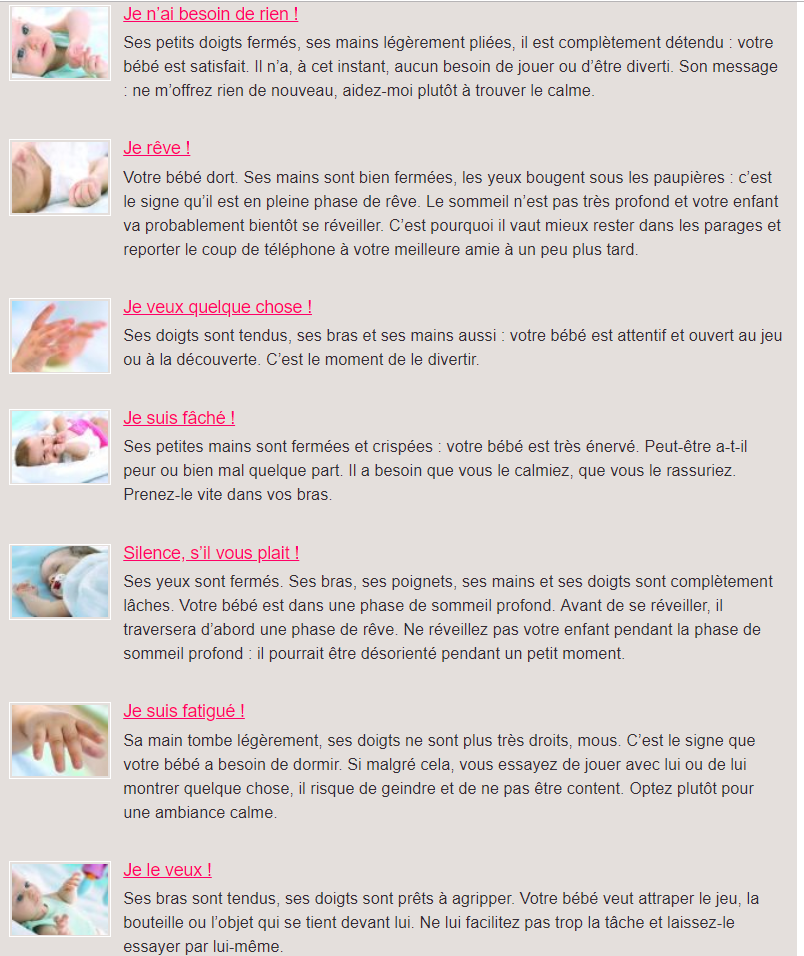 Je n’ai besoin de rien !
Ses petits doigts fermés, ses mains légèrement pliées, il est complètement détendu : votre
bébé est satisfait. Il n’a, à cet instant, aucun besoin de jouer ou d’être diverti. Son message
: ne m’offrez rien de nouveau, aidez-moi plutôt à trouver le calme.
Je rêve !
Votre bébé dort. Ses mains sont bien fermées, les yeux bougent sous les paupières : c’est
le signe qu’il est en pleine phase de rêve. Le sommeil n’est pas très profond et votre enfant
va probablement bientôt se réveiller. C’est pourquoi il vaut mieux rester dans les parages et
reporter le coup de téléphone à votre meilleure amie à un peu plus tard.
Je veux quelque chose !
Ses doigts sont tendus, ses bras et ses mains aussi : votre bébé est attentif et ouvert au jeu
ou à la découverte. C’est le moment de le divertir.
Je suis fâché !
Ses petites mains sont fermées et crispées : votre bébé est très énervé. Peut-être a-t-il
peur ou bien mal quelque part. Il a besoin que vous le calmiez, que vous le rassuriez.
Prenez-le vite dans vos bras.
Silence, s’il vous plait !
Ses yeux sont fermés. Ses bras, ses poignets, ses mains et ses doigts sont complètement
lâches. Votre bébé est dans une phase de sommeil profond. Avant de se réveiller, il
traversera d’abord une phase de rêve. Ne réveillez pas votre enfant pendant la phase de
sommeil profond : il pourrait être désorienté pendant un petit moment.
Je suis fatigué !
Sa main tombe légèrement, ses doigts ne sont plus très droits, mous. C’est le signe que
votre bébé a besoin de dormir. Si malgré cela, vous essayez de jouer avec lui ou de lui
montrer quelque chose, il risque de geindre et de ne pas être content. Optez plutôt pour
une ambiance calme.
Je le veux !
Ses bras sont tendus, ses doigts sont prêts à agripper. Votre bébé veut attraper le jeu, la
bouteille ou l’objet qui se tient devant lui. Ne lui facilitez pas trop la tâche et laissez-le
essayer par lui-même.